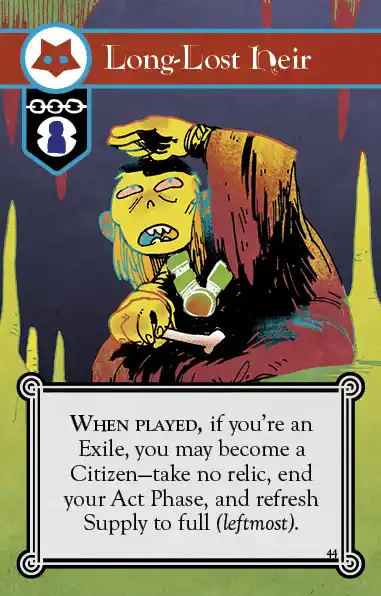 Long-Lost Heir
WHEN PLAYED, if you're an
Exile, you may become a
Citizen—take no relic, end
your Act Phase, and refresh
Supply to full (leftmost).
44